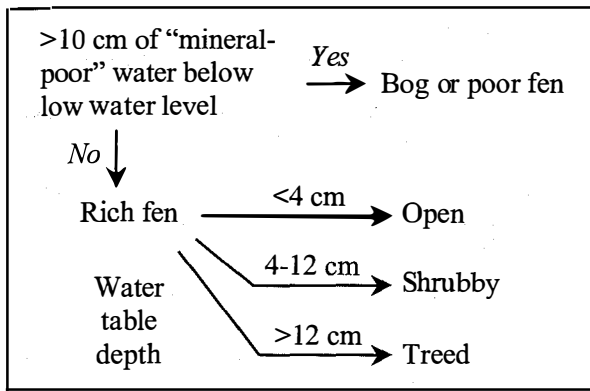 >10 cm of “mineral-
poor” water below
low water level
Yes
Bog or poor fen
No
Rich fen
<4 cm
Open
4-12 cm
Shrubby
Water
table
depth
>12 cm
Treed